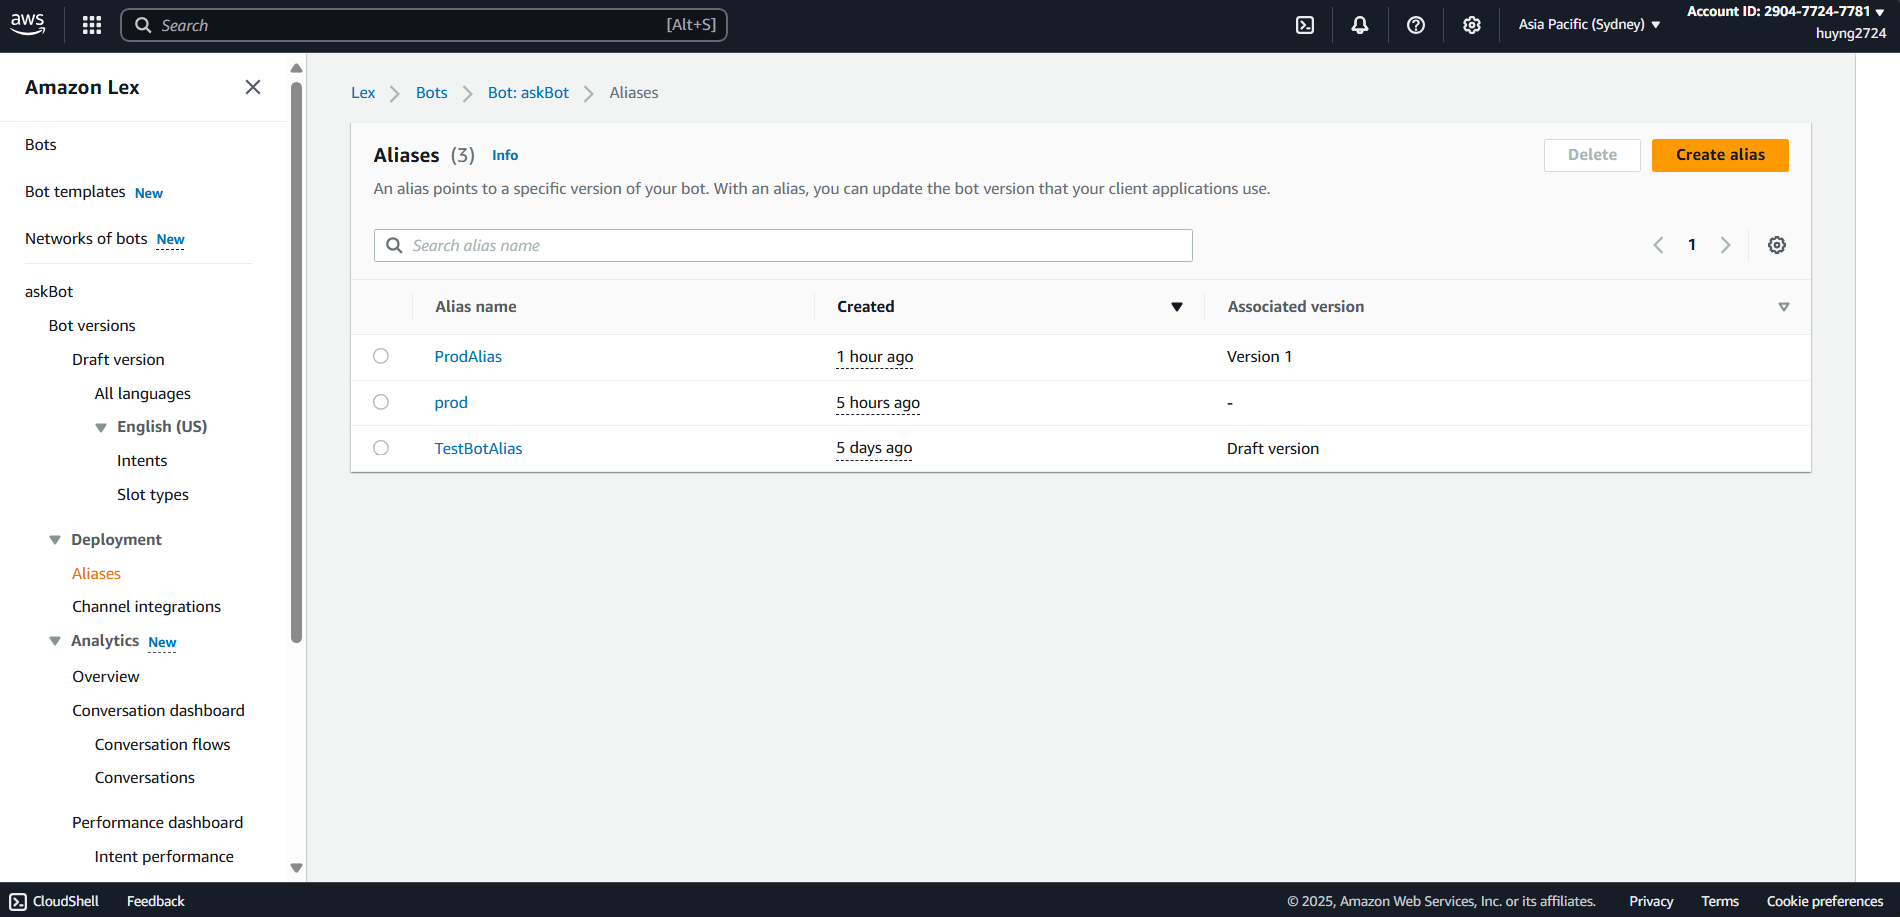 aws
Search
[Alt+S]
Asia Pacific (Sydney)
Account ID: 2904-7724-7781
huyng2724
Amazon Lex
Bots
Bot templates New
Networks of bots New
askBot
Bot versions
Draft version
All languages
English (US)
Intents
Slot types
Deployment
Aliases
Channel integrations
Analytics New
Overview
Conversation dashboard
Conversation flows
Conversations
Performance dashboard
Intent performance
Lex > Bots > Bot: askBot > Aliases
Aliases (3) Info
Delete
Create alias
An alias points to a specific version of your bot. With an alias, you can update the bot version that your client applications use.
Search alias name
1
Alias name Created Associated version
ProdAlias 1 hour ago Version 1
prod 5 hours ago -
TestBotAlias 5 days ago Draft version
CloudShell Feedback © 2025, Amazon Web Services, Inc. or its affiliates. Privacy Terms Cookie preferences